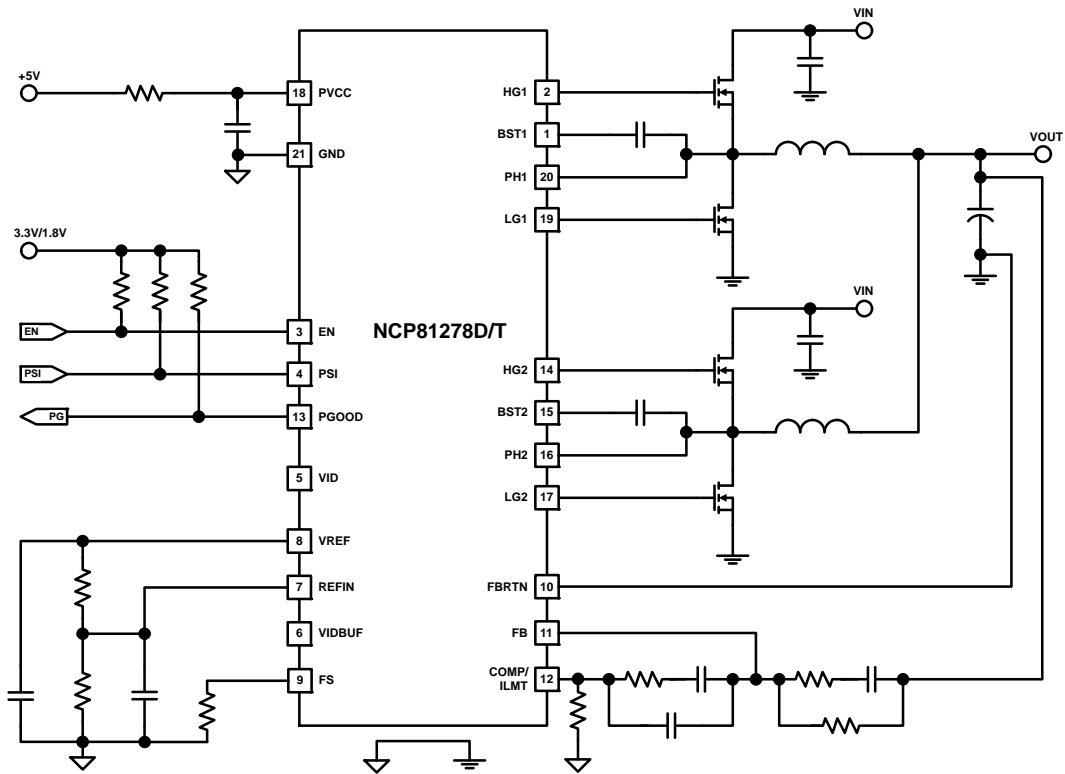 VIN
+5V
18 PVCC
HG1 2
BST1 1
VOUT
21 GND
PH1 20
LG1 19
3.3V/1.8V
VIN
EN
3 EN
NCP81278D/T
PSI
4 PSI
HG2 14
PG
13 PGOOD
BST2 15
PH2 16
5 VID
LG2 17
8 VREF
7 REFIN
FBRTN 10
6 VIDBUF
FB 11
9 FS
COMP/
ILMT 12